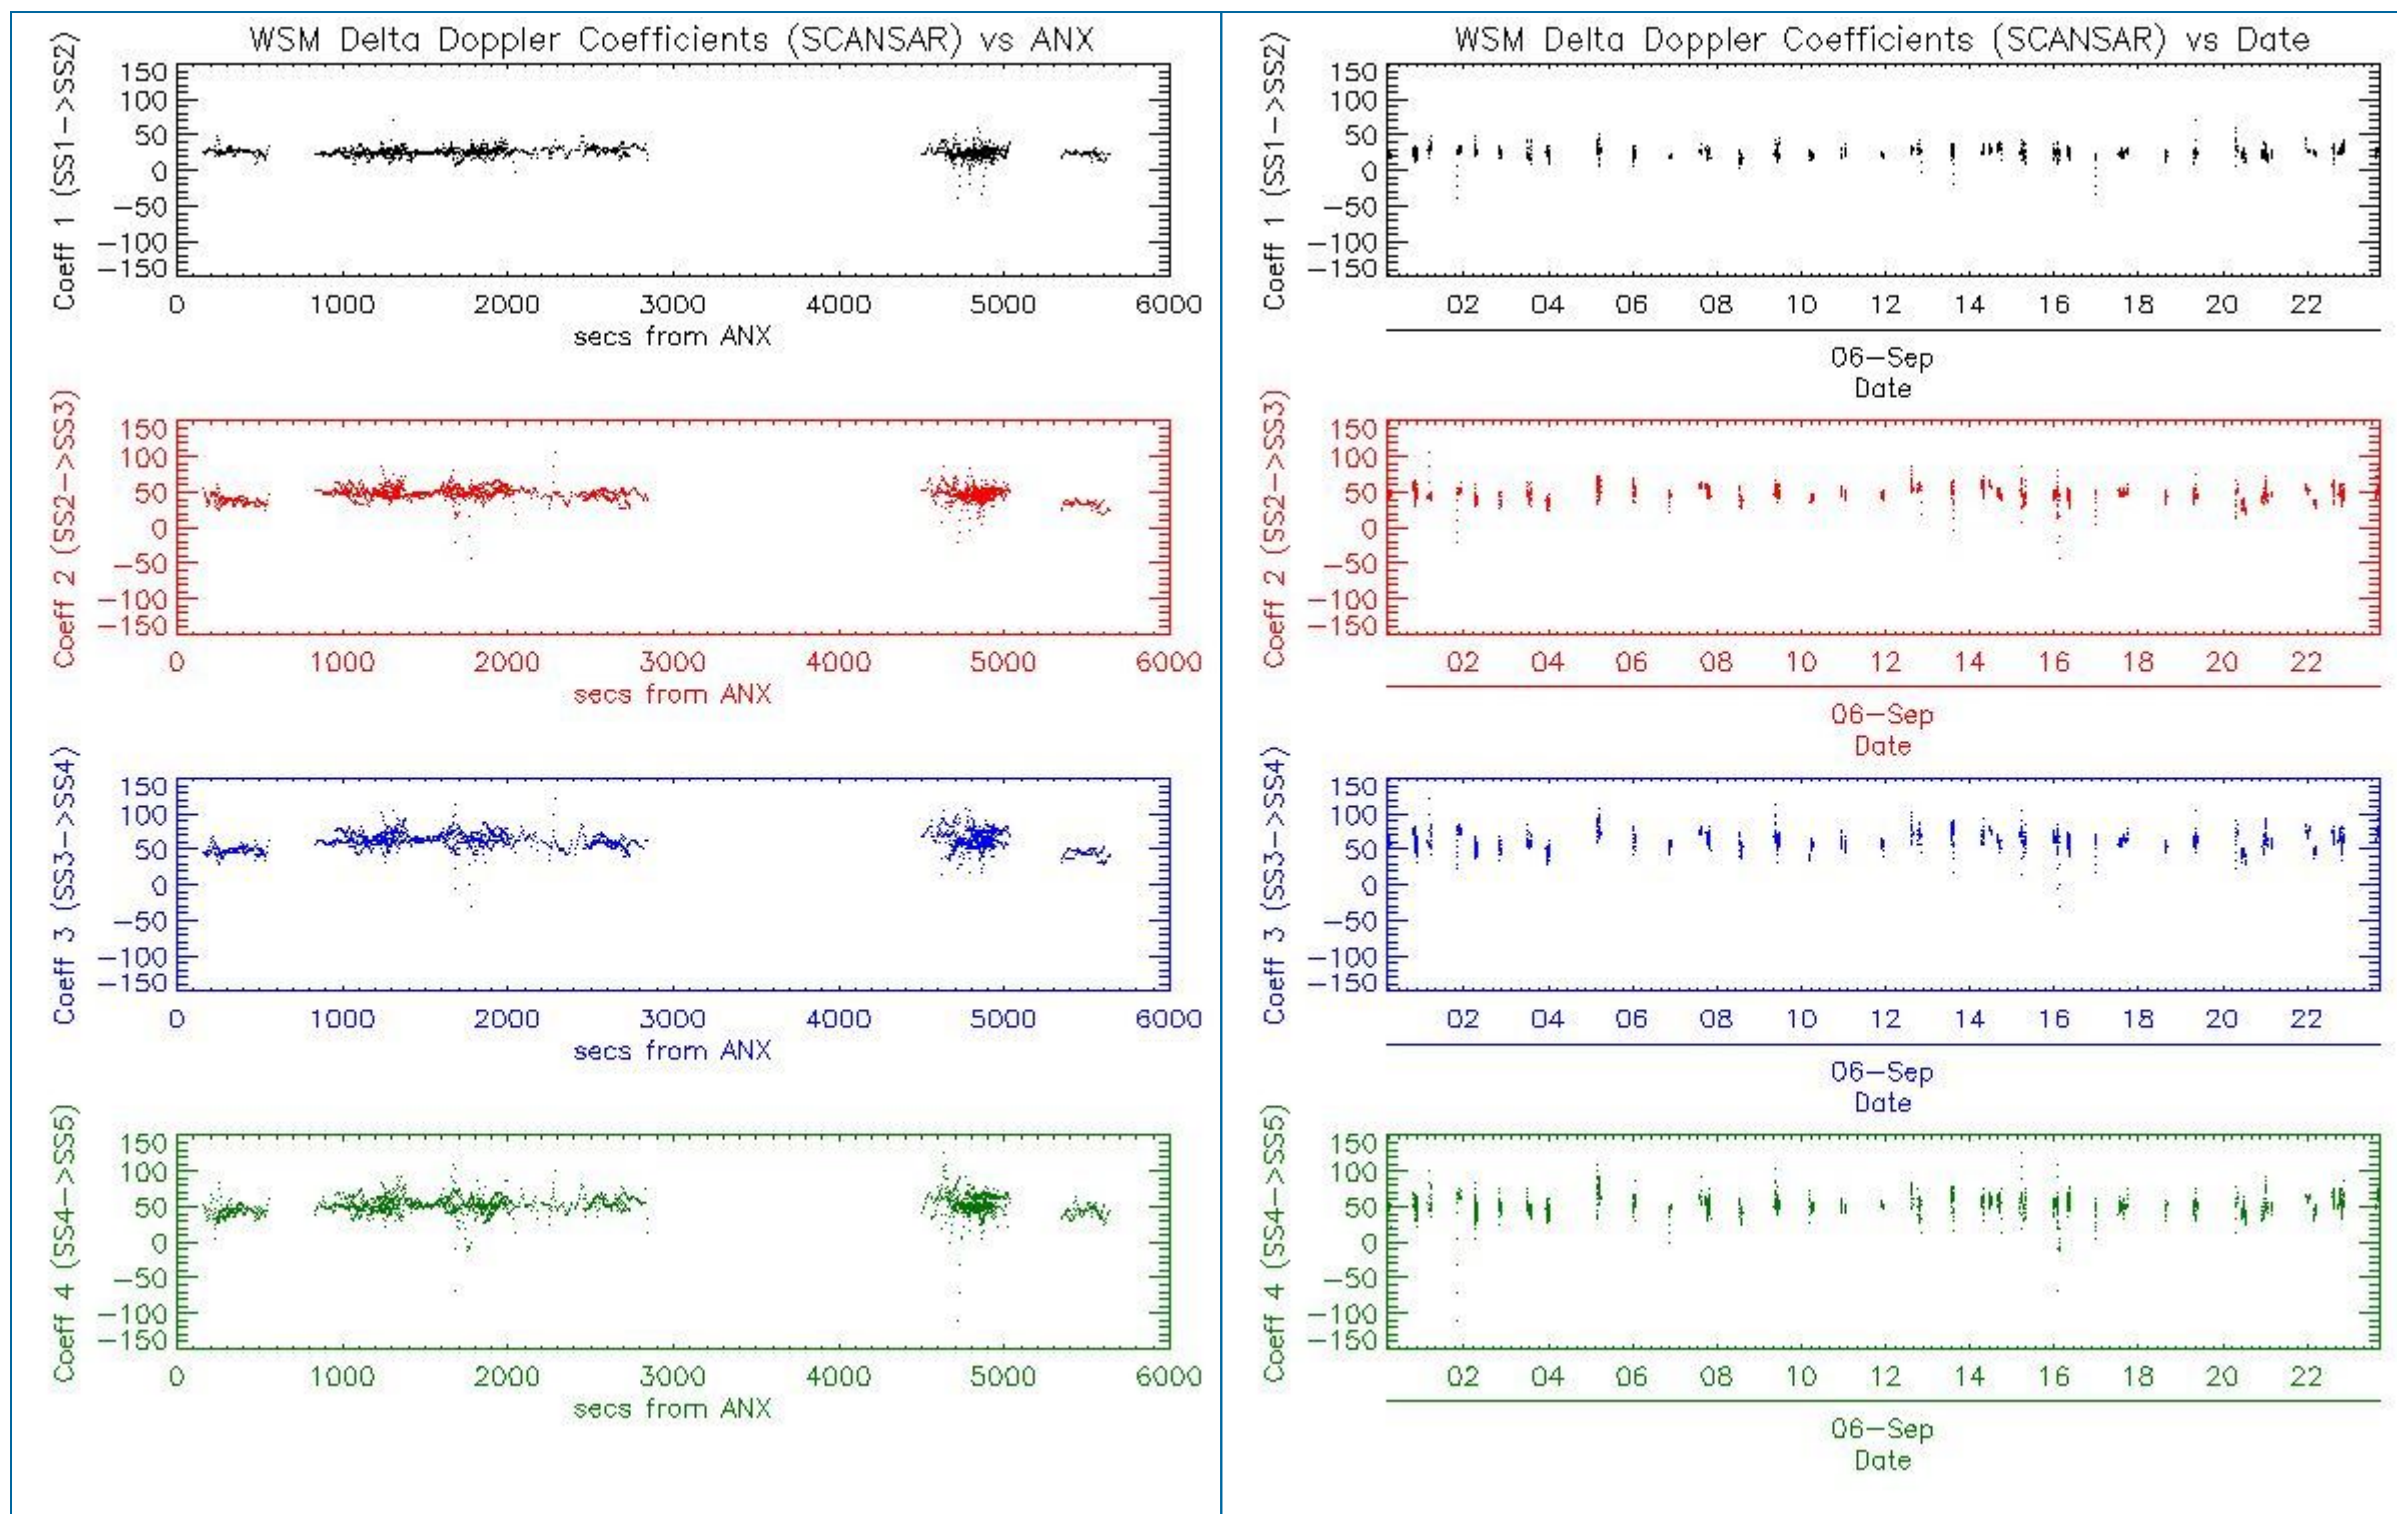 WSM Delta Doppler Coefficients (SCANSAR) vs ANX
Coeff 1 (SS1->SS2)
150
100
50
0
-50
-100
-150
0 1000 2000 3000 4000 5000 6000
secs from ANX
Coeff 2 (SS2->SS3)
150
100
50
0
-50
-100
-150
0 1000 2000 3000 4000 5000 6000
secs from ANX
Coeff 3 (SS3->SS4)
150
100
50
0
-50
-100
-150
0 1000 2000 3000 4000 5000 6000
secs from ANX
Coeff 4 (SS4->SS5)
150
100
50
0
-50
-100
-150
0 1000 2000 3000 4000 5000 6000
secs from ANX
WSM Delta Doppler Coefficients (SCANSAR) vs Date
Coeff 1 (SS1->SS2)
150
100
50
0
-50
-100
-150
02 04 06 08 10 12 14 16 18 20 22
06-Sep
Date
Coeff 2 (SS2->SS3)
150
100
50
0
-50
-100
-150
02 04 06 08 10 12 14 16 18 20 22
06-Sep
Date
Coeff 3 (SS3->SS4)
150
100
50
0
-50
-100
-150
02 04 06 08 10 12 14 16 18 20 22
06-Sep
Date
Coeff 4 (SS4->SS5)
150
100
50
0
-50
-100
-150
02 04 06 08 10 12 14 16 18 20 22
06-Sep
Date